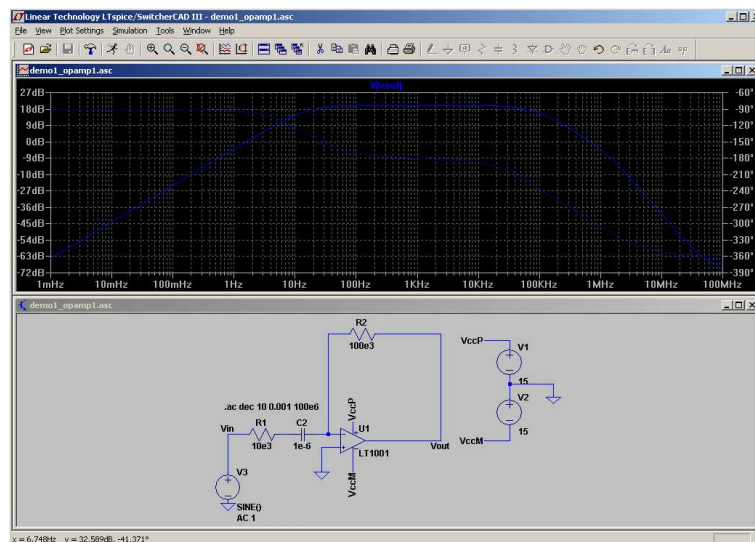 Linear Technology LTspice/SwitcherCAD III - demo1_opamp1.asc
File View Plot Settings Simulation Tools Window Help
demo1_opamp1.asc
V[vout]
27dB -60°
18dB -90°
9dB -120°
0dB -150°
-9dB -180°
-18dB -210°
-27dB -240°
-36dB -270°
-45dB -300°
-54dB -330°
-63dB -360°
-72dB -390°
1mHz 10mHz 100mHz 1Hz 10Hz 100Hz 1KHz 10KHz 100KHz 1MHz 10MHz 100MHz
demo1_opamp1.asc
R2
100e3
VccP
V1
15
.ac dec 10 0.001 100e6
VccP
V2
Vin
R1
C2
U1
10e3
1e-6
LT1001
Vout
VccM
15
VccM
V3
SINE()
AC 1
x = 6.748Hz y = 32.589dB, -41.371°